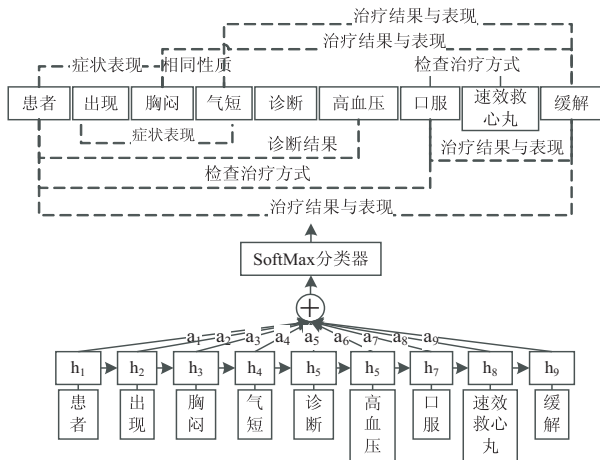 治疗结果与表现
治疗结果与表现
症状表现 相同性质 检查治疗方式
患者 出现 胸闷 气短 诊断 高血压 口服 速效救心丸 缓解
症状表现 诊断结果 治疗结果与表现
检查治疗方式
治疗结果与表现
SoftMax分类器
a1 a2 a3 a4 a5 a6 a7 a8 a9
h1 h2 h3 h4 h5 h5 h7 h8 h9
患者 出现 胸闷 气短 诊断 高血压 口服 速效救心丸 缓解